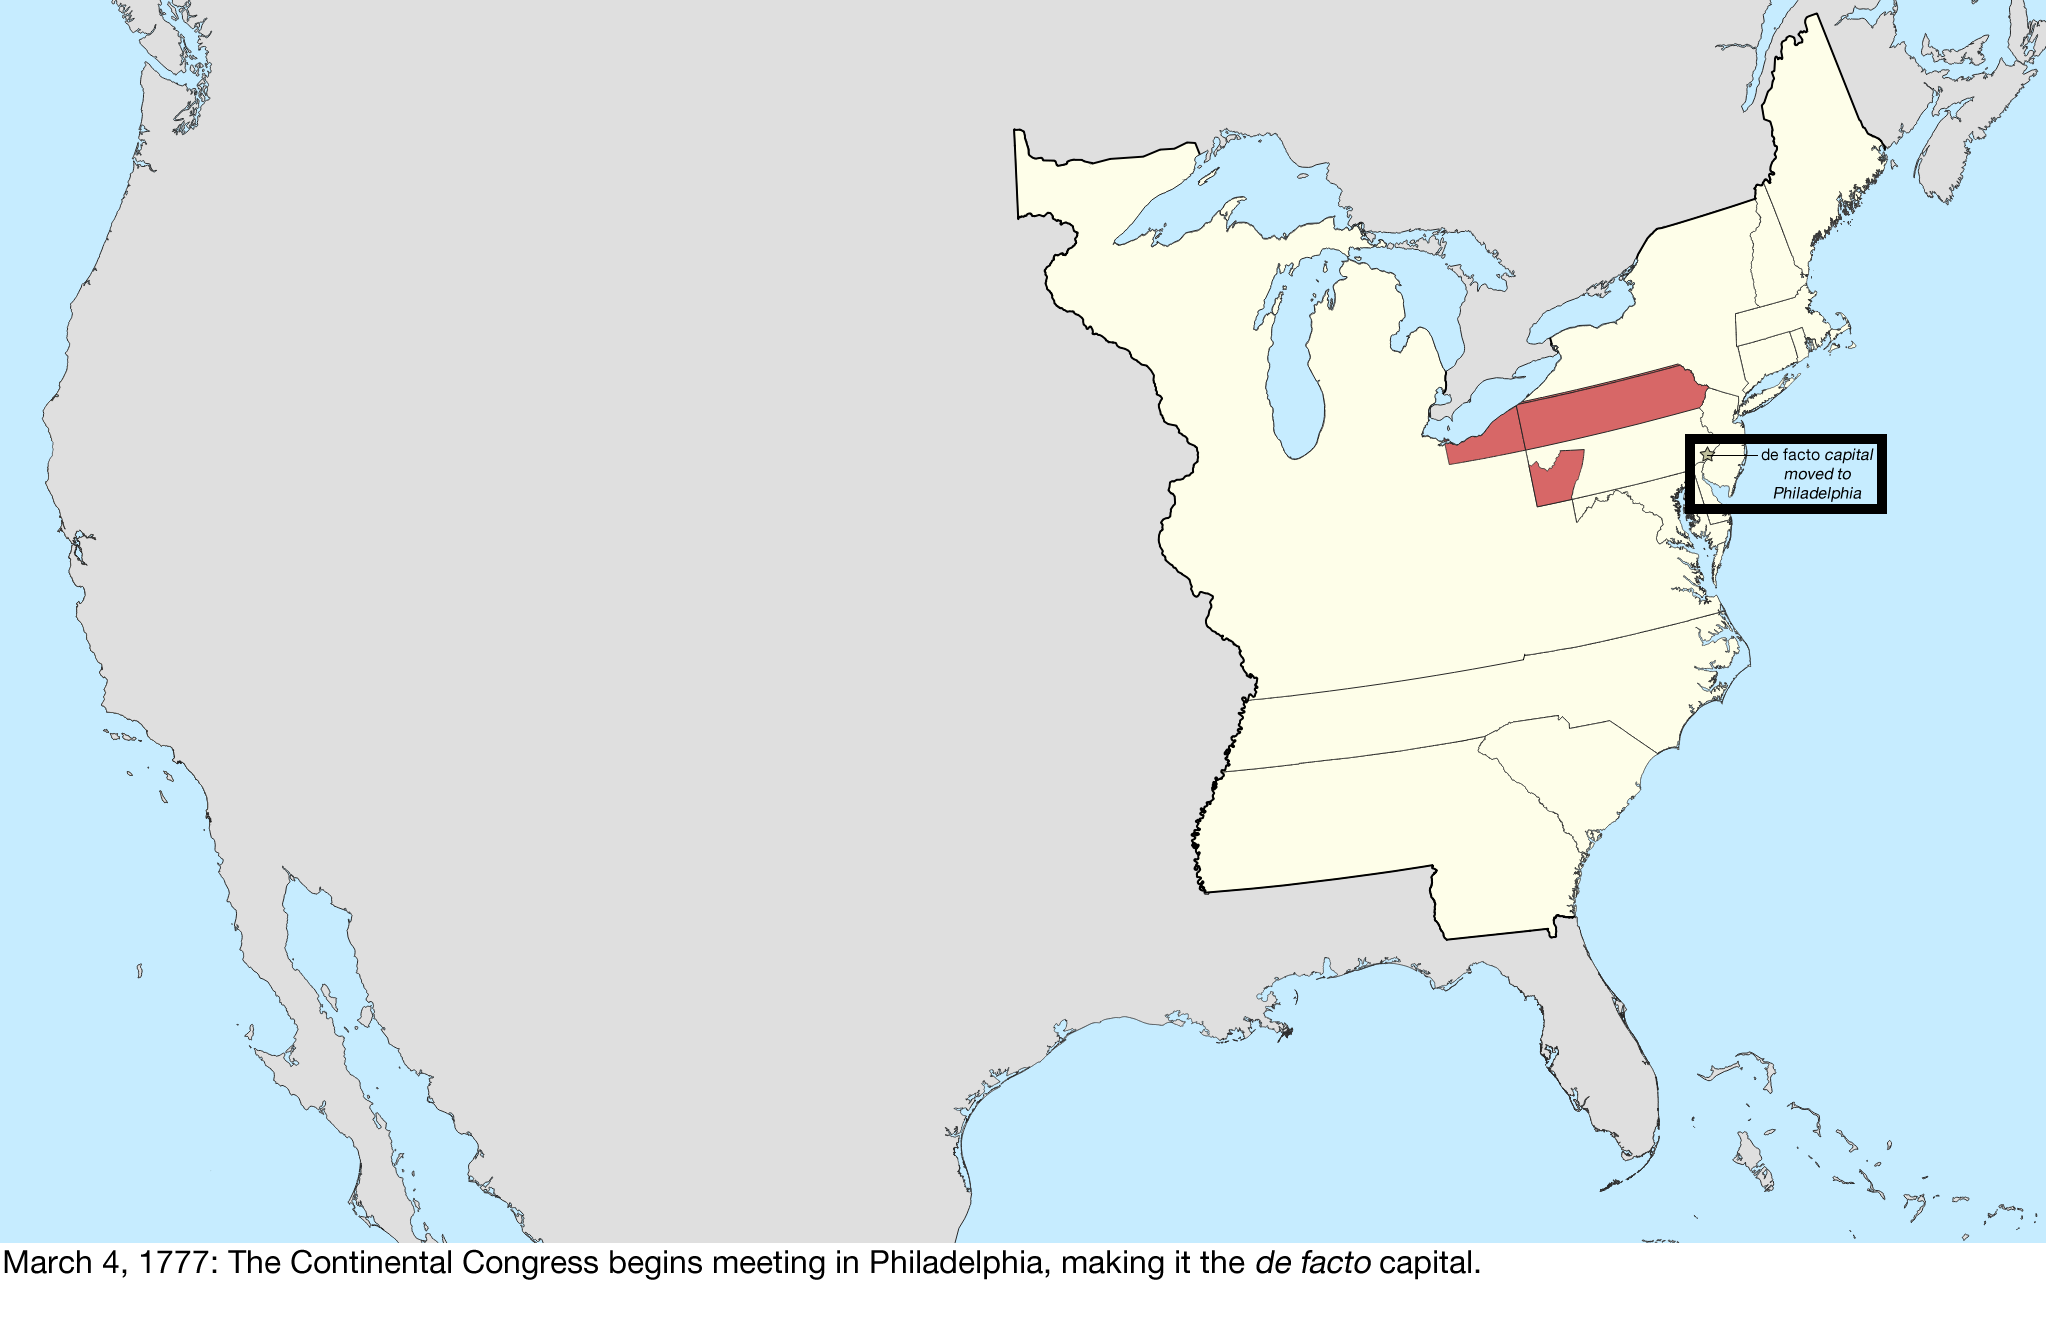 de facto capital
moved to
Philadelphia
March 4, 1777: The Continental Congress begins meeting in Philadelphia, making it the de facto capital.